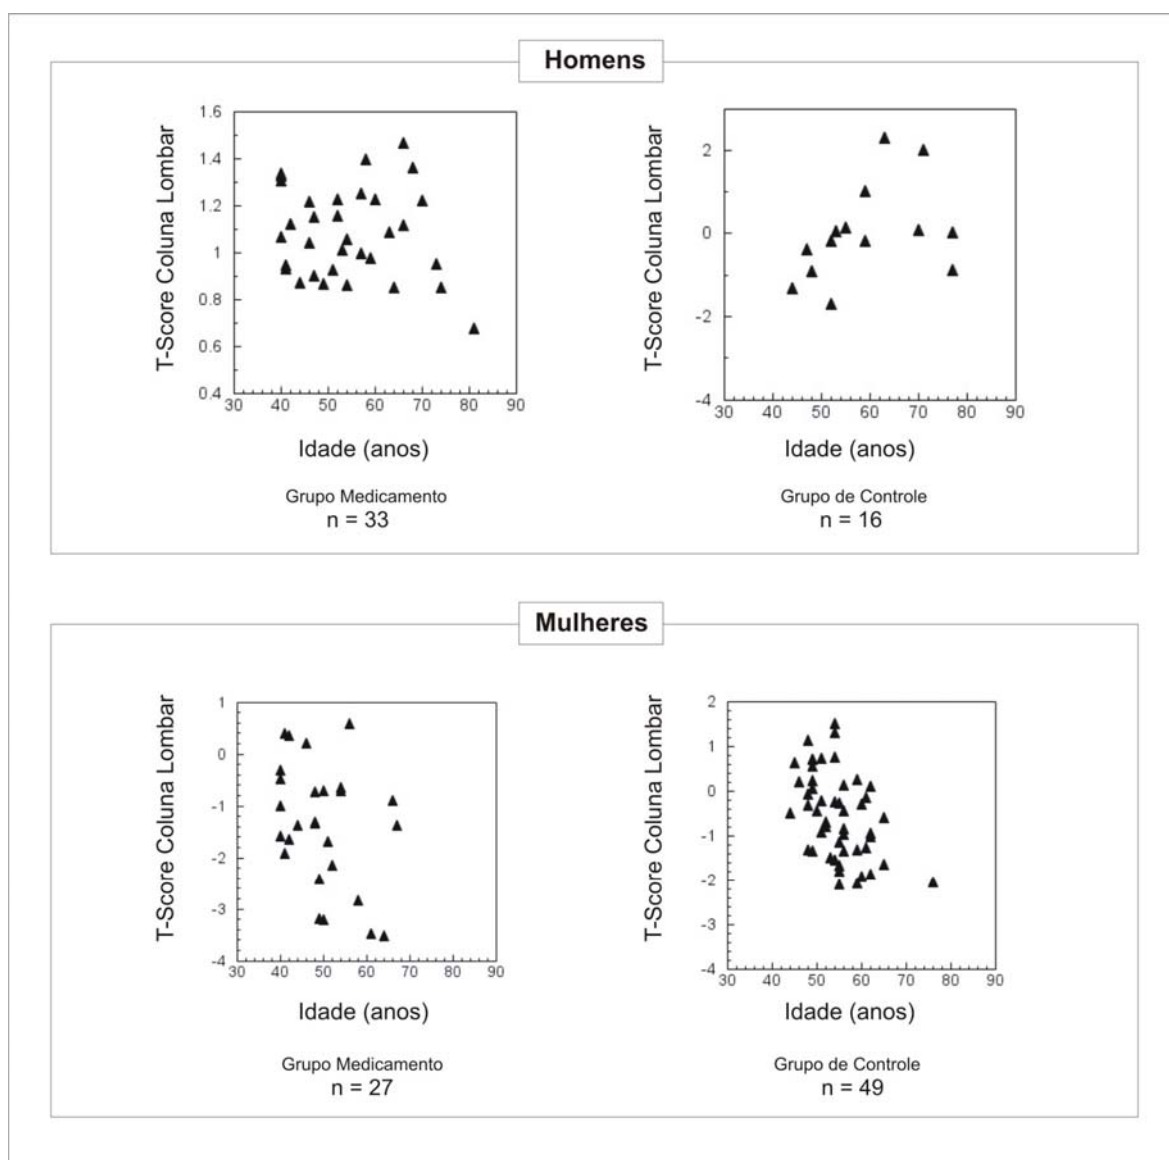 Homens
T-Score Coluna Lombar
1.6
1.4
1.2
1
0.8
0.6
0.4
30 40 50 60 70 80 90
Idade (anos)
Grupo Medicamento
n = 33
T-Score Coluna Lombar
2
0
-2
-4
30 40 50 60 70 80 90
Idade (anos)
Grupo de Controle
n = 16
Mulheres
T-Score Coluna Lombar
1
0
-1
-2
-3
-4
30 40 50 60 70 80 90
Idade (anos)
Grupo Medicamento
n = 27
T-Score Coluna Lombar
2
1
0
-1
-2
-3
-4
30 40 50 60 70 80 90
Idade (anos)
Grupo de Controle
n = 49